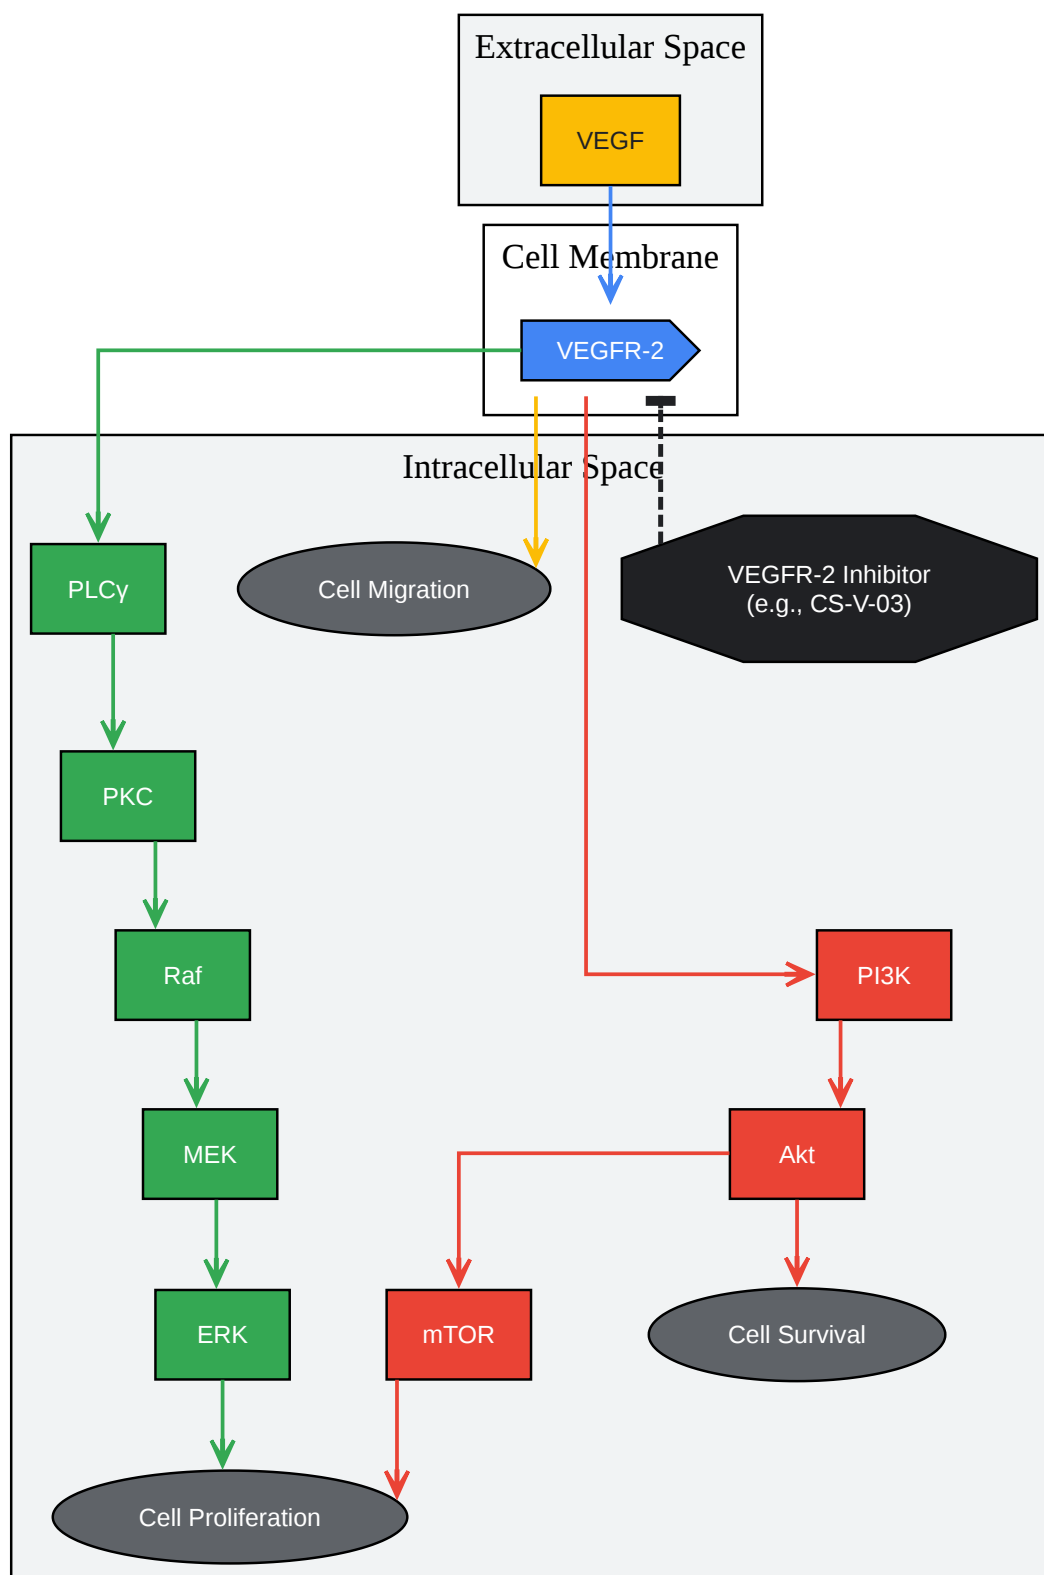 Extracellular Space
VEGF
Cell Membrane
VEGFR-2
Intracellular Space
PLCγ
Cell Migration
VEGFR-2 Inhibitor
(e.g., CS-V-03)
PKC
Raf
PI3K
MEK
Akt
ERK
mTOR
Cell Survival
Cell Proliferation